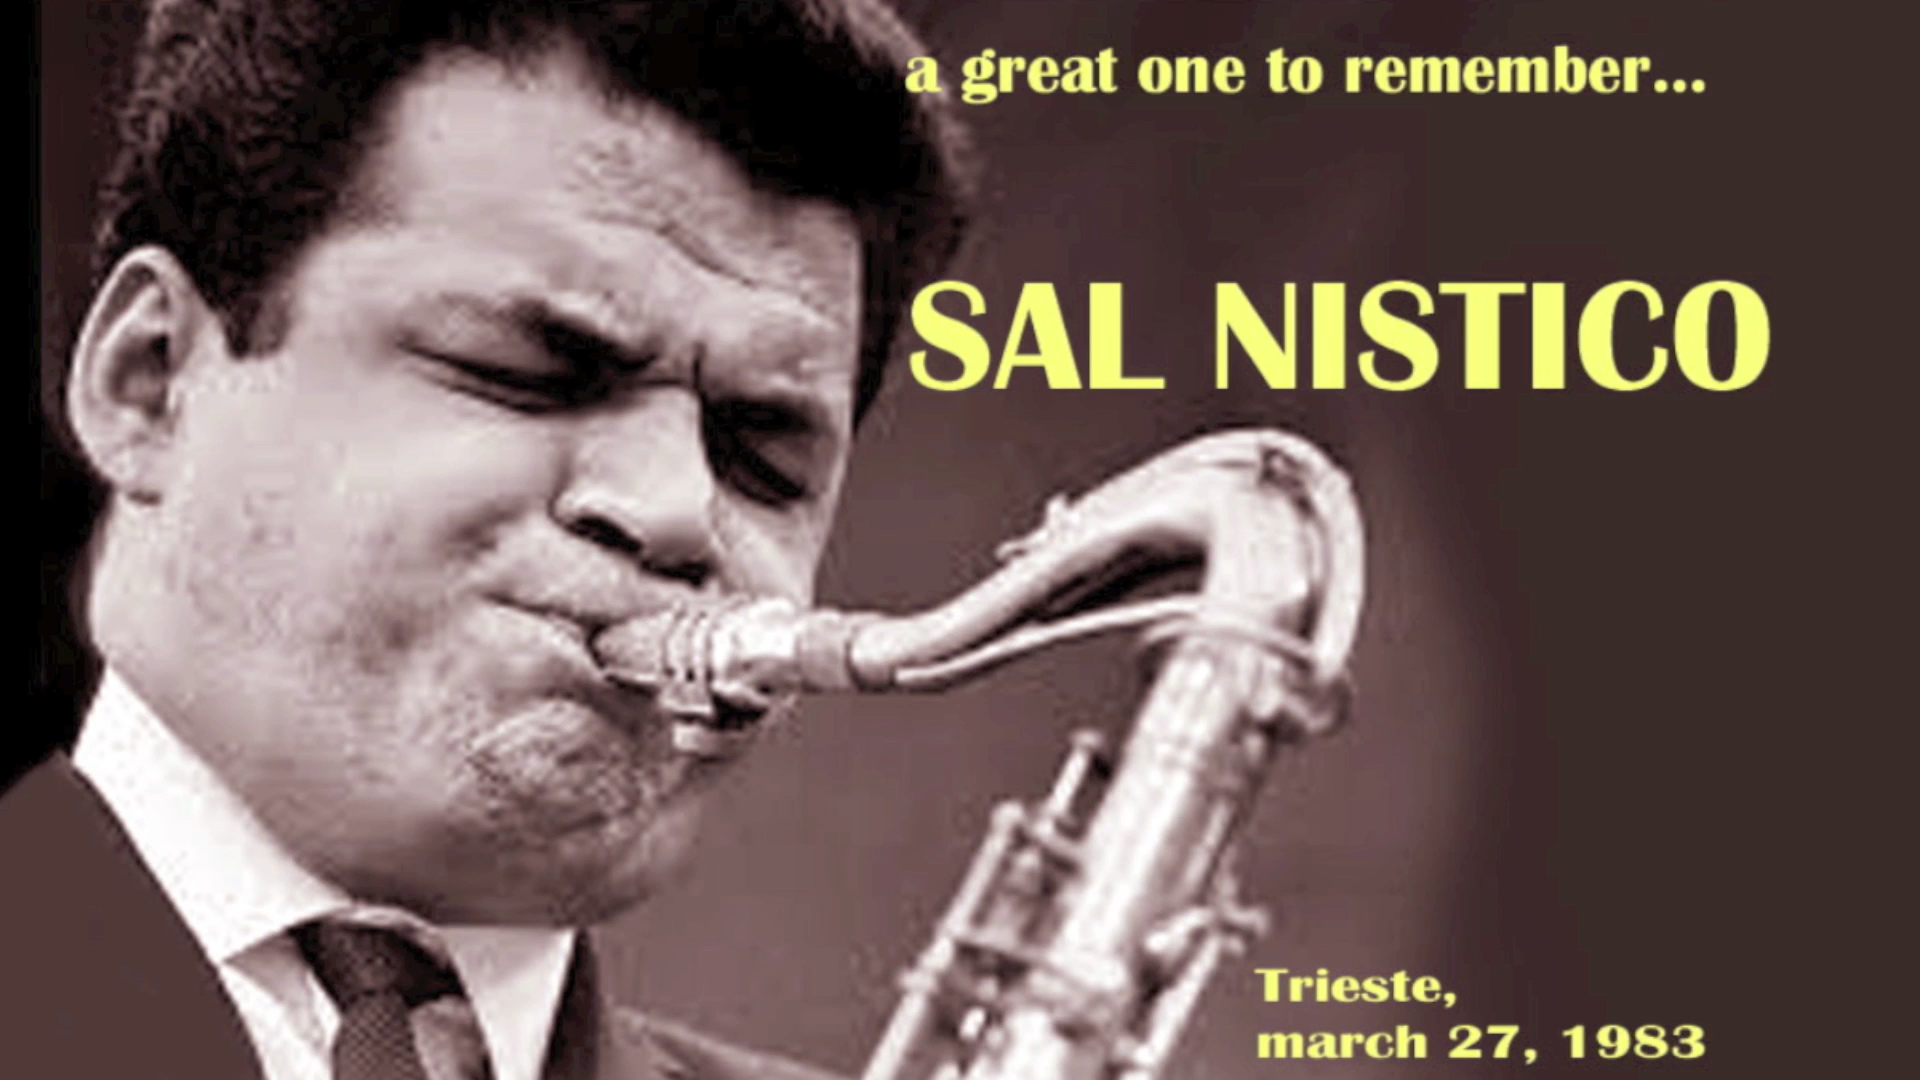 a great one to remember...
SAL NISTICO
Trieste,
march 27, 1983